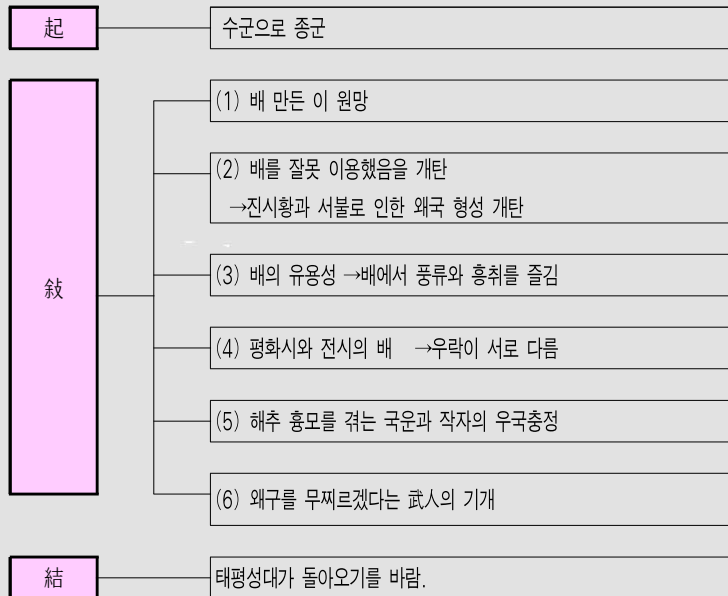 起
수군으로 종군
敍
(1) 배 만든 이 원망
(2) 배를 잘못 이용했음을 개탄
→진시황과 서불로 인한 왜국 형성 개탄
(3) 배의 유용성 →배에서 풍류와 흥취를 즐김
(4) 평화시와 전시의 배 →우락이 서로 다름
(5) 해추 흉모를 겪는 국운과 작자의 우국충정
(6) 왜구를 무찌르겠다는 武人의 기개
結
태평성대가 돌아오기를 바람.